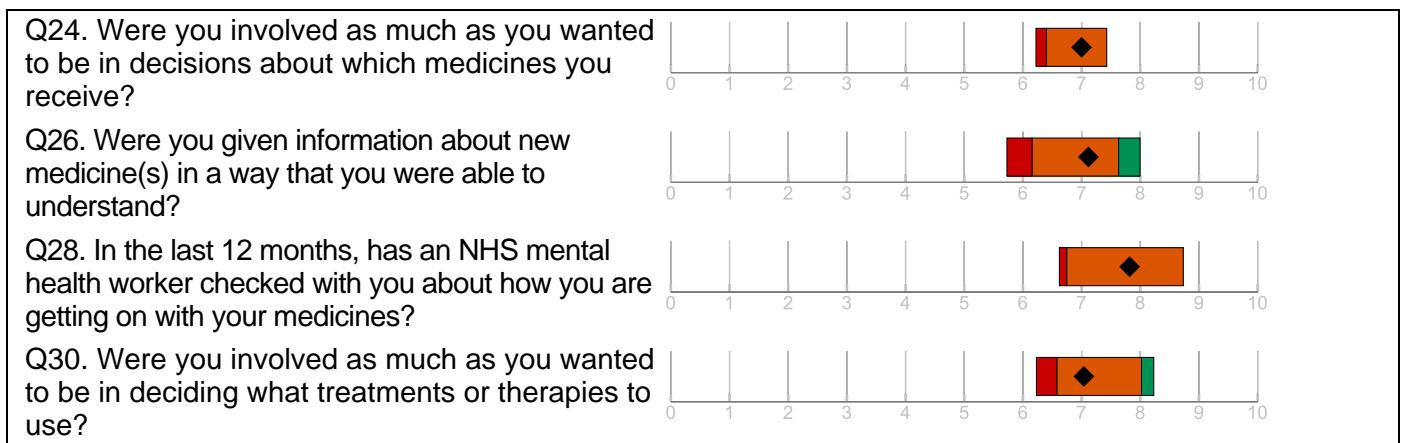 Q24. Were you involved as much as you wanted
to be in decisions about which medicines you
receive?
0 1 2 3 4 5 6 7 8 9 10
Q26. Were you given information about new
medicine(s) in a way that you were able to
understand?
0 1 2 3 4 5 6 7 8 9 10
Q28. In the last 12 months, has an NHS mental
health worker checked with you about how you are
getting on with your medicines?
0 1 2 3 4 5 6 7 8 9 10
Q30. Were you involved as much as you wanted
to be in deciding what treatments or therapies to
use?
0 1 2 3 4 5 6 7 8 9 10